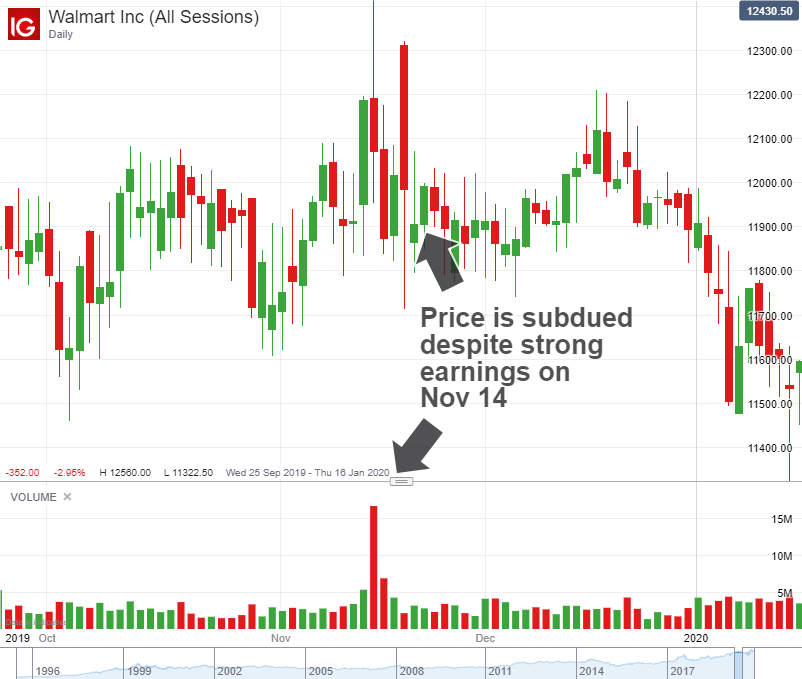 IG
Walmart Inc (All Sessions)
Daily
12430.50
12300.00
12200.00
12100.00
12000.00
11900.00
11800.00
11700.00
11600.00
11500.00
11400.00
Price is subdued
despite strong
earnings on
Nov 14
-352.00 -2.95% H 12560.00 L 11322.50 Wed 25 Sep 2019 - Thu 16 Jan 2020
VOLUME ×
15M
10M
5M
2019 Oct Nov Dec 2020
1996 1999 2002 2005 2008 2011 2014 2017